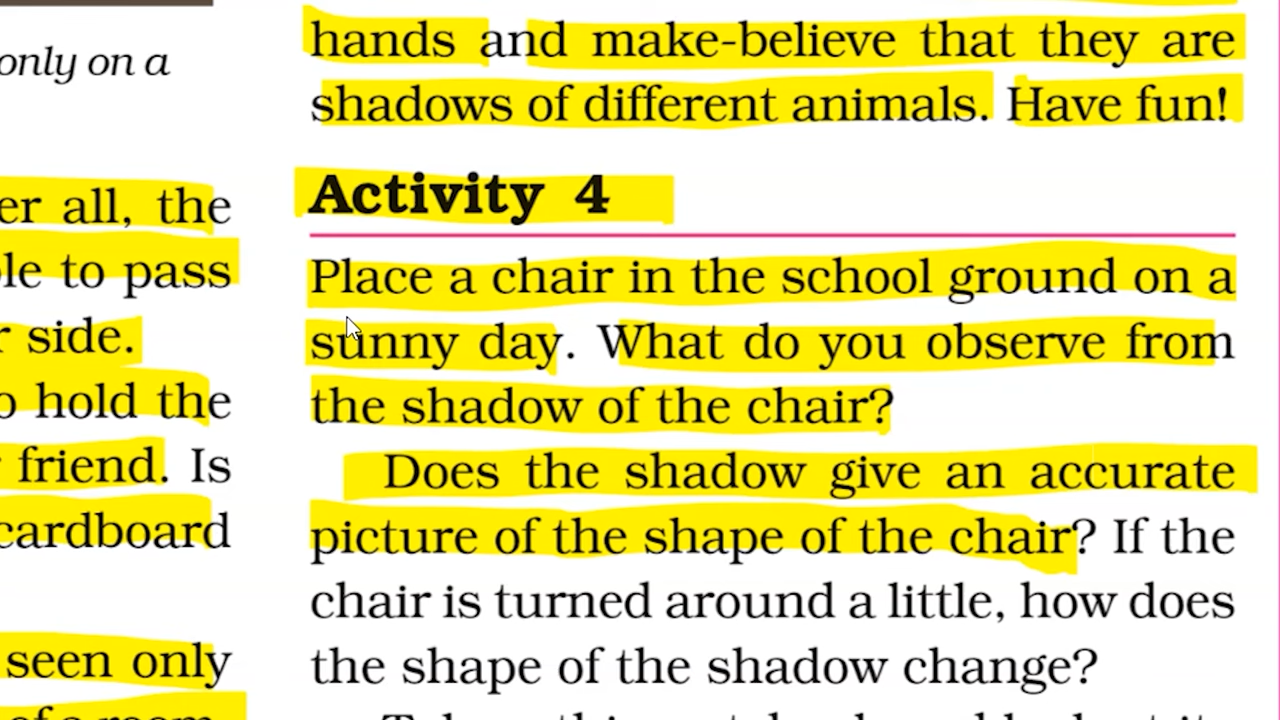 only on a
er all, the
le to pass
r side.
o hold the
friend. Is
cardboard
seen only
of a room
hands and make-believe that they are
shadows of different animals. Have fun!
Activity 4
Place a chair in the school ground on a
sunny day. What do you observe from
the shadow of the chair?
Does the shadow give an accurate
picture of the shape of the chair? If the
chair is turned around a little, how does
the shape of the shadow change?